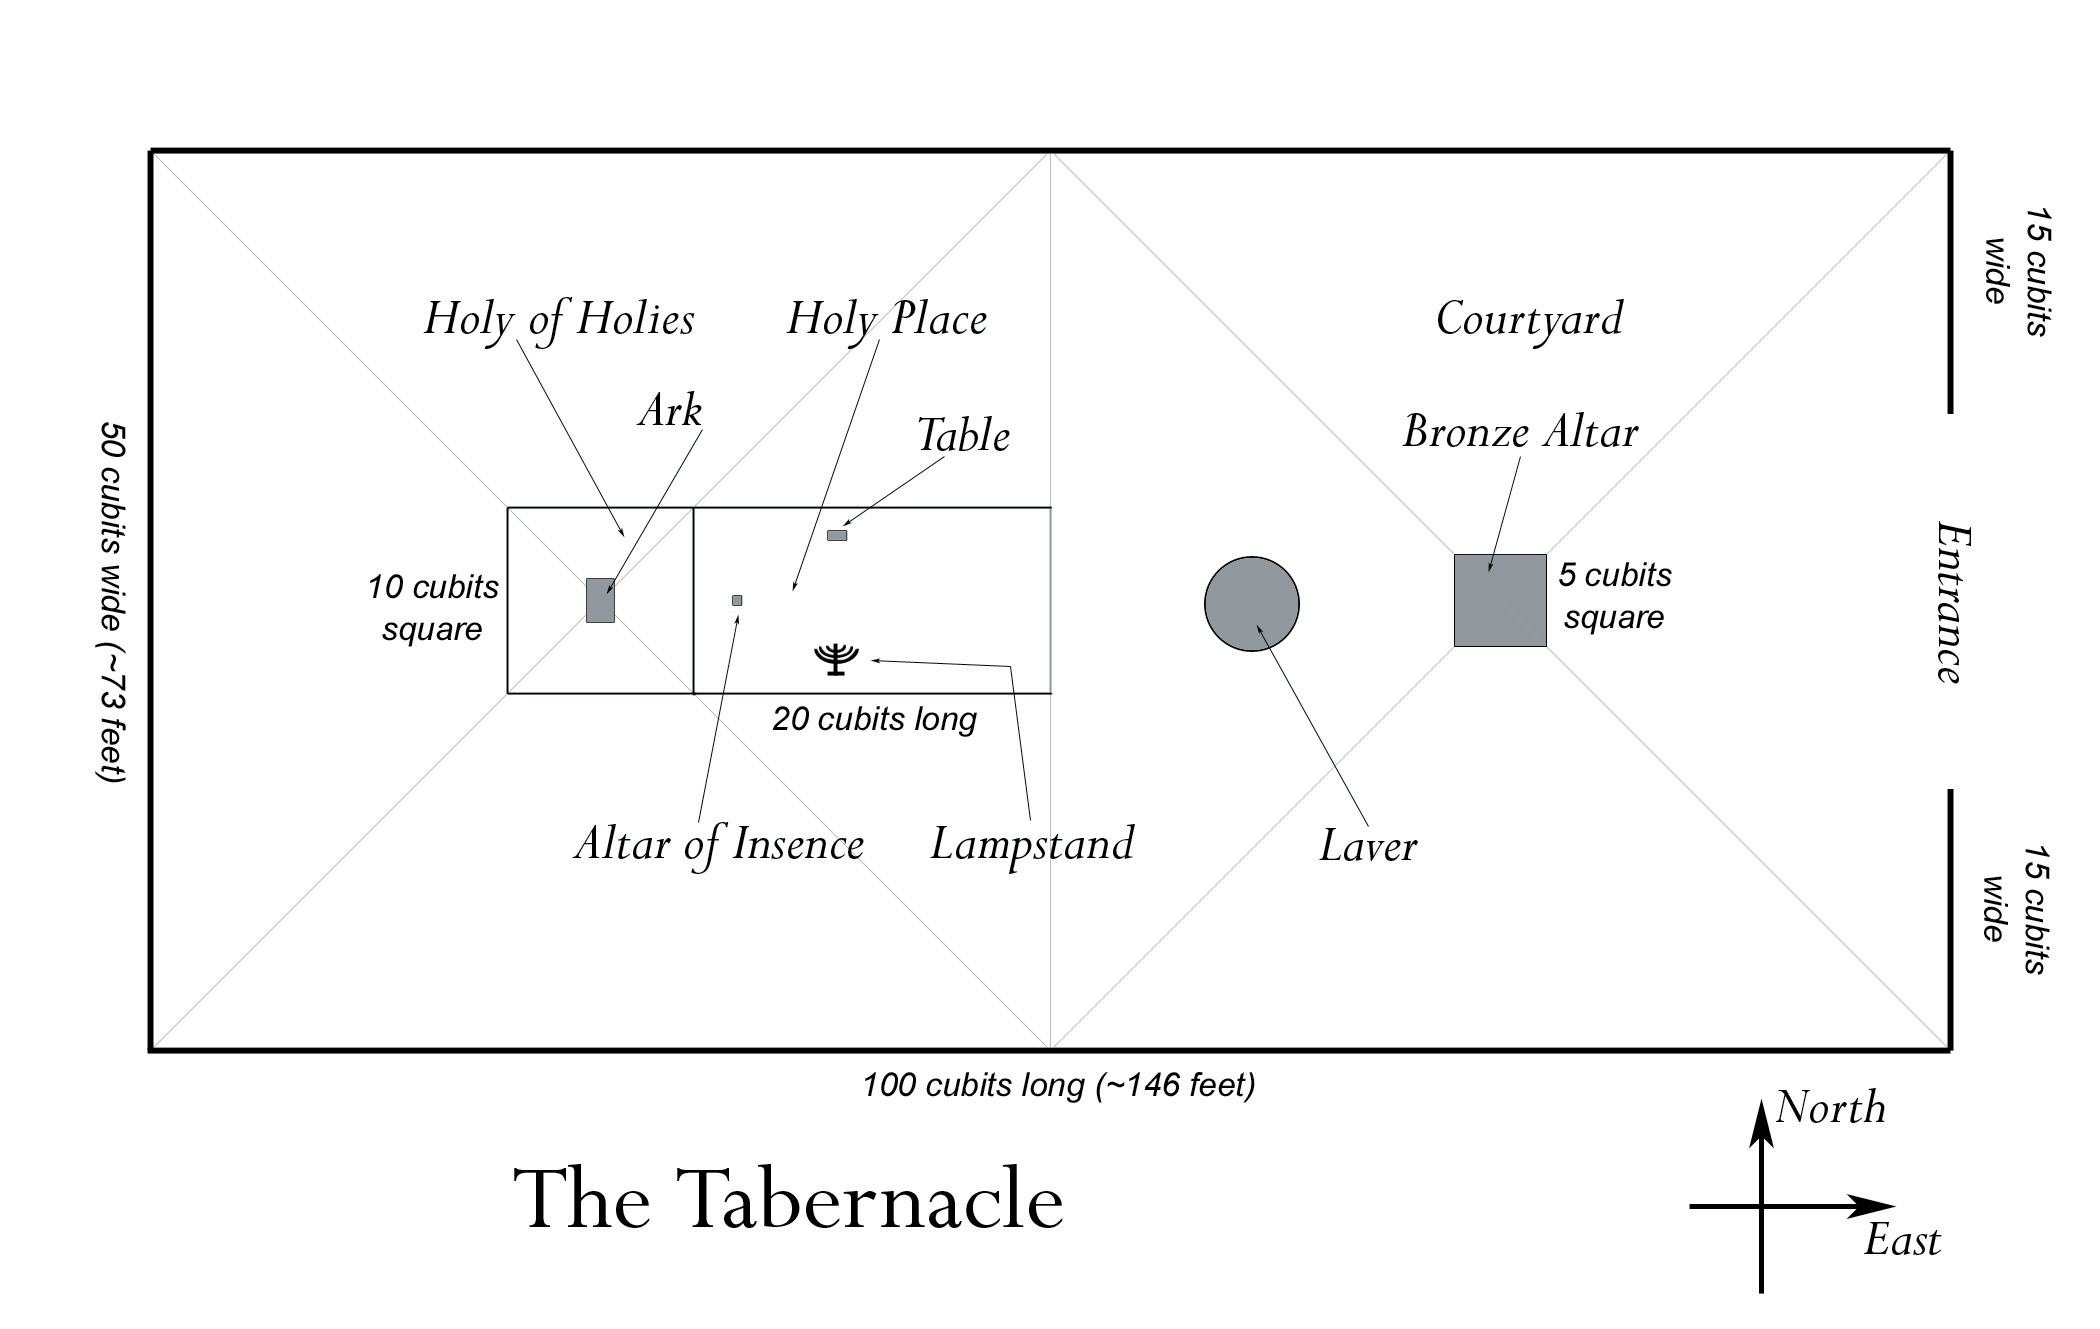 15 cubits
wide
Holy of Holies
Holy Place
Courtyard
Ark
Table
Bronze Altar
50 cubits wide (~73 feet)
10 cubits
square
5 cubits
square
Entrance
20 cubits long
Altar of Insence
Lampstand
Laver
15 cubits
wide
100 cubits long (~146 feet)
North
The Tabernacle
East